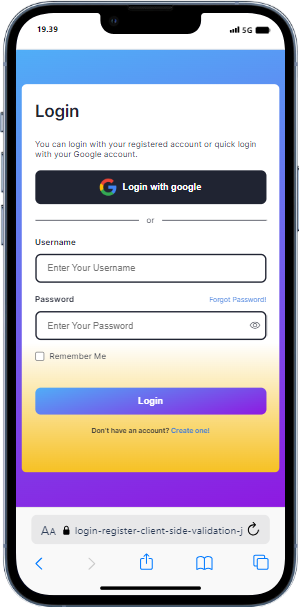 19.39
5G
Login
You can login with your registered account or quick login
with your Google account.
Login with google
or
Username
Enter Your Username
Password
Forgot Password!
Enter Your Password
Remember Me
Login
Don't have an account? Create one!
AA
login-register-client-side-validation-j